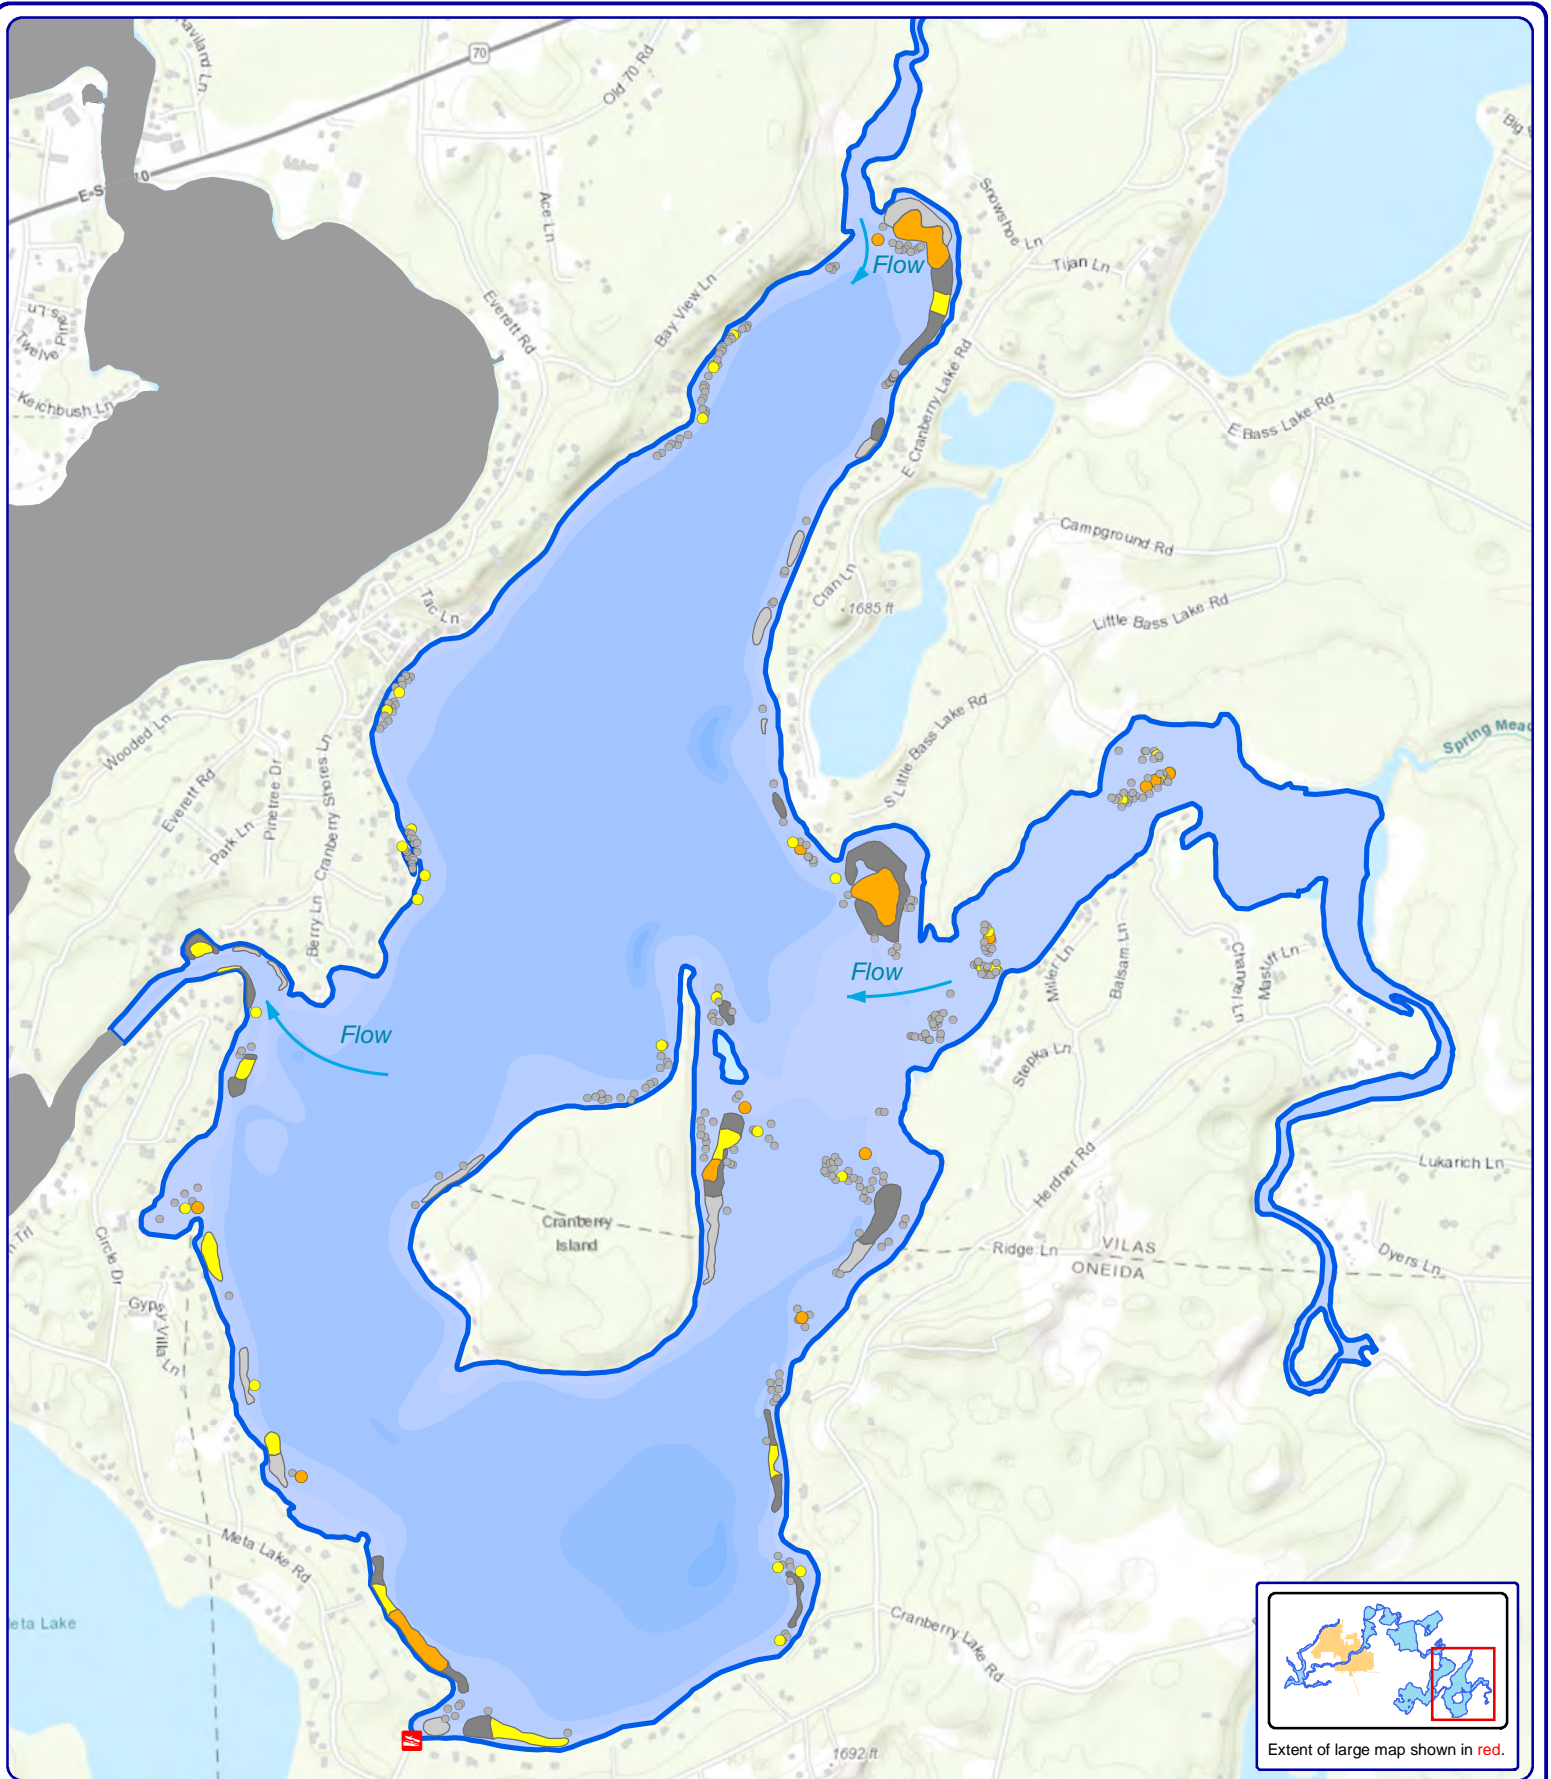 70
Old 70 Rd
Haviland Ln
Big
Ace Ln
Snowshoe Ln
Tijan Ln
Flow
Everett Rd
Bay View Ln
Twelve
Pine
Keichbush Ln
E Cranberry Lake Rd
E Bass Lake Rd
Campground Rd
Tac Ln
Cran Ln
1685 ft
Little Bass Lake Rd
S Little Bass Lake Rd
Spring Mea
Wooded Ln
Everett Rd
Pinetree Dr
Cranberry Shores Ln
Park Ln
Berry Ln
Flow
Miller Ln
Balsam Ln
Channel Ln
Mastiff Ln
Flow
Stepka Ln
Herdner Rd
Lukarich Ln
Cranberry
Island
Circle Dr
n Trl
Ridge Ln
VILAS
ONEIDA
Dyers Ln
Gypsy Villa Ln
Meta Lake Rd
eta Lake
Cranberry Lake Rd
1692 ft
Extent of large map shown in red.